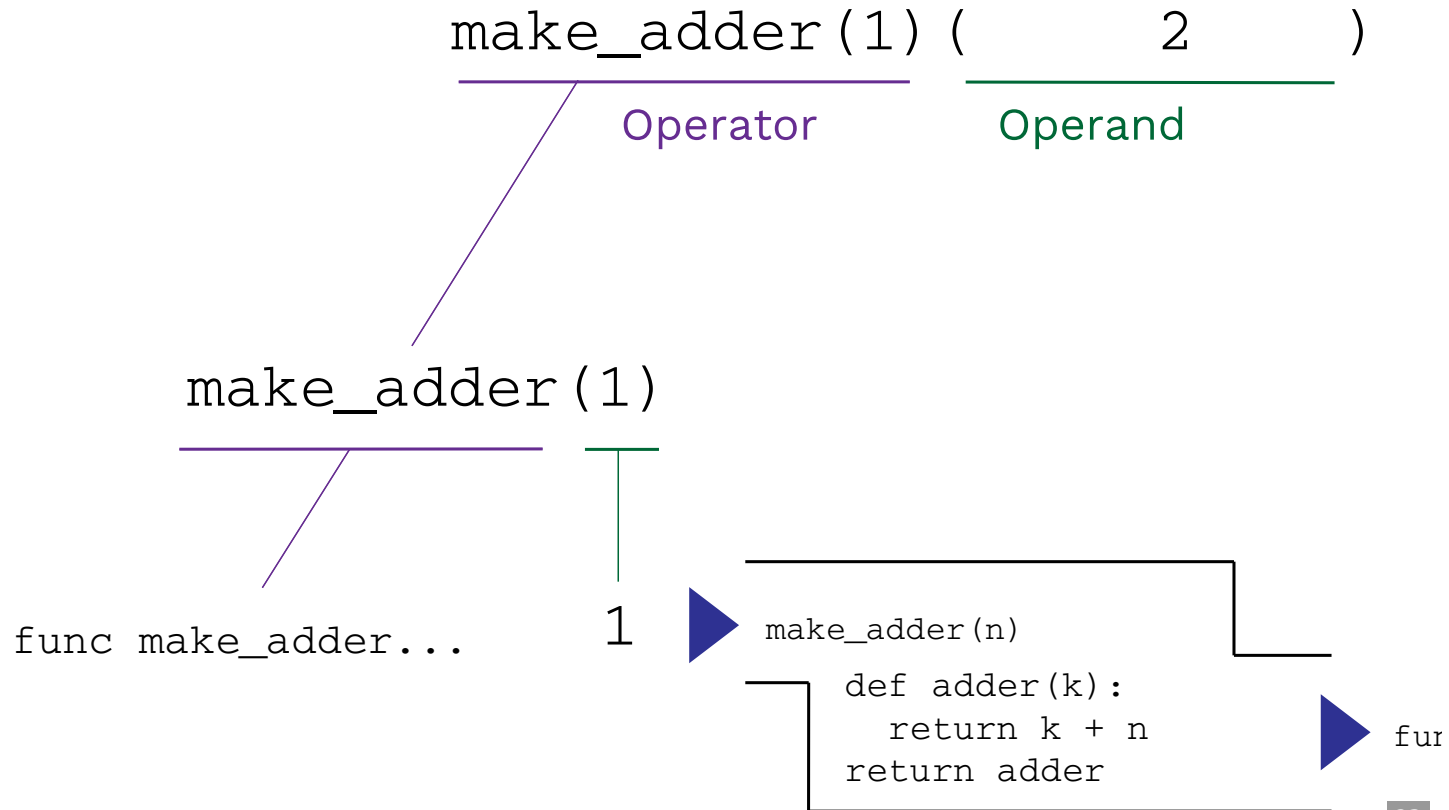 make_adder(1)( 2 )
Operator Operand
make_adder(1)
func make_adder... 1 make_adder(n)
def adder(k):
return k + n
return adder